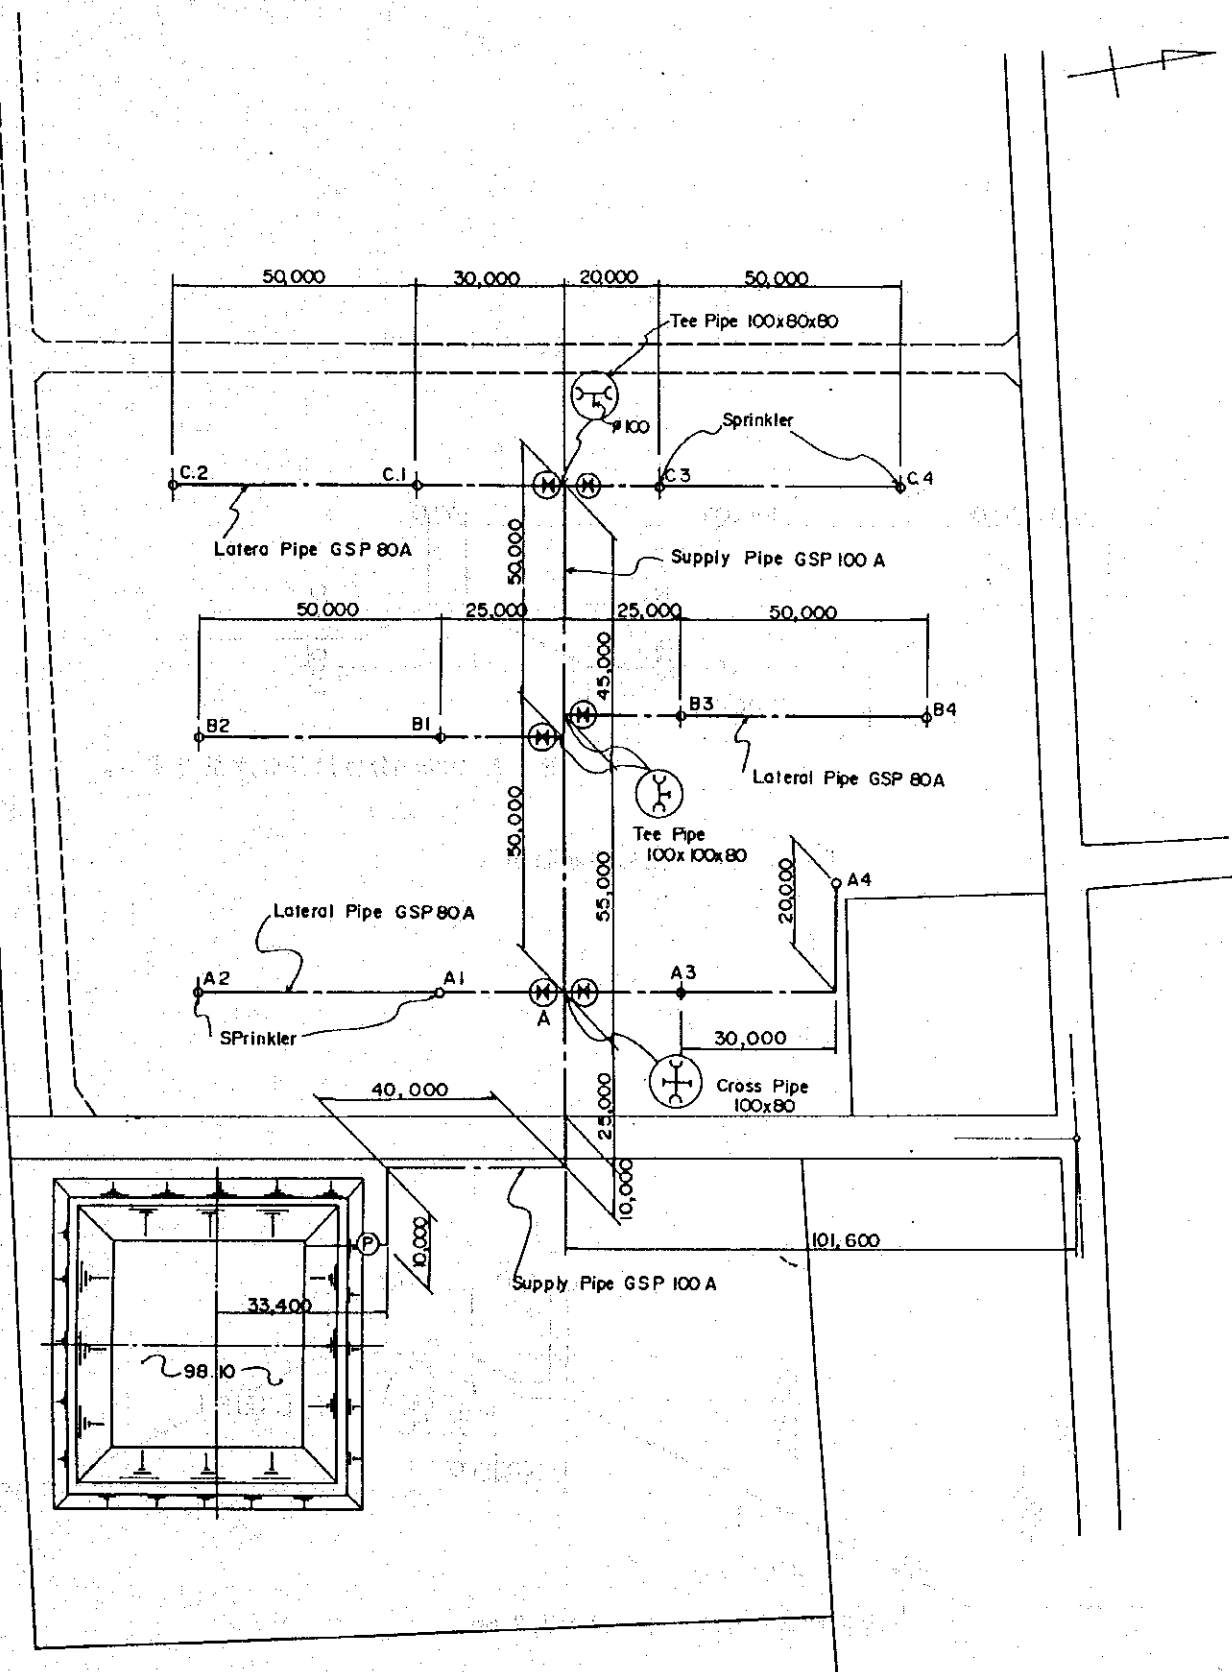 50,000 30,000 20,000 50,000
Tee Pipe 100x80x80
ø100
Sprinkler
C.2 C.1 C3 C.4
Latera Pipe GSP 80A
50,000
Supply Pipe GSP 100 A
50,000 25,000 25,000 50,000
45,000
B2 B1 B3 B4
Lateral Pipe GSP 80A
50,000
Tee Pipe
100x100x80
55,000
20,000
A4
Lateral Pipe GSP 80A
A2 A1 A3
A
SPrinkler
30,000
40,000
Cross Pipe
100x80
25,000
10,000
P
10,000
101,600
Supply Pipe GSP 100 A
33,400
98.10